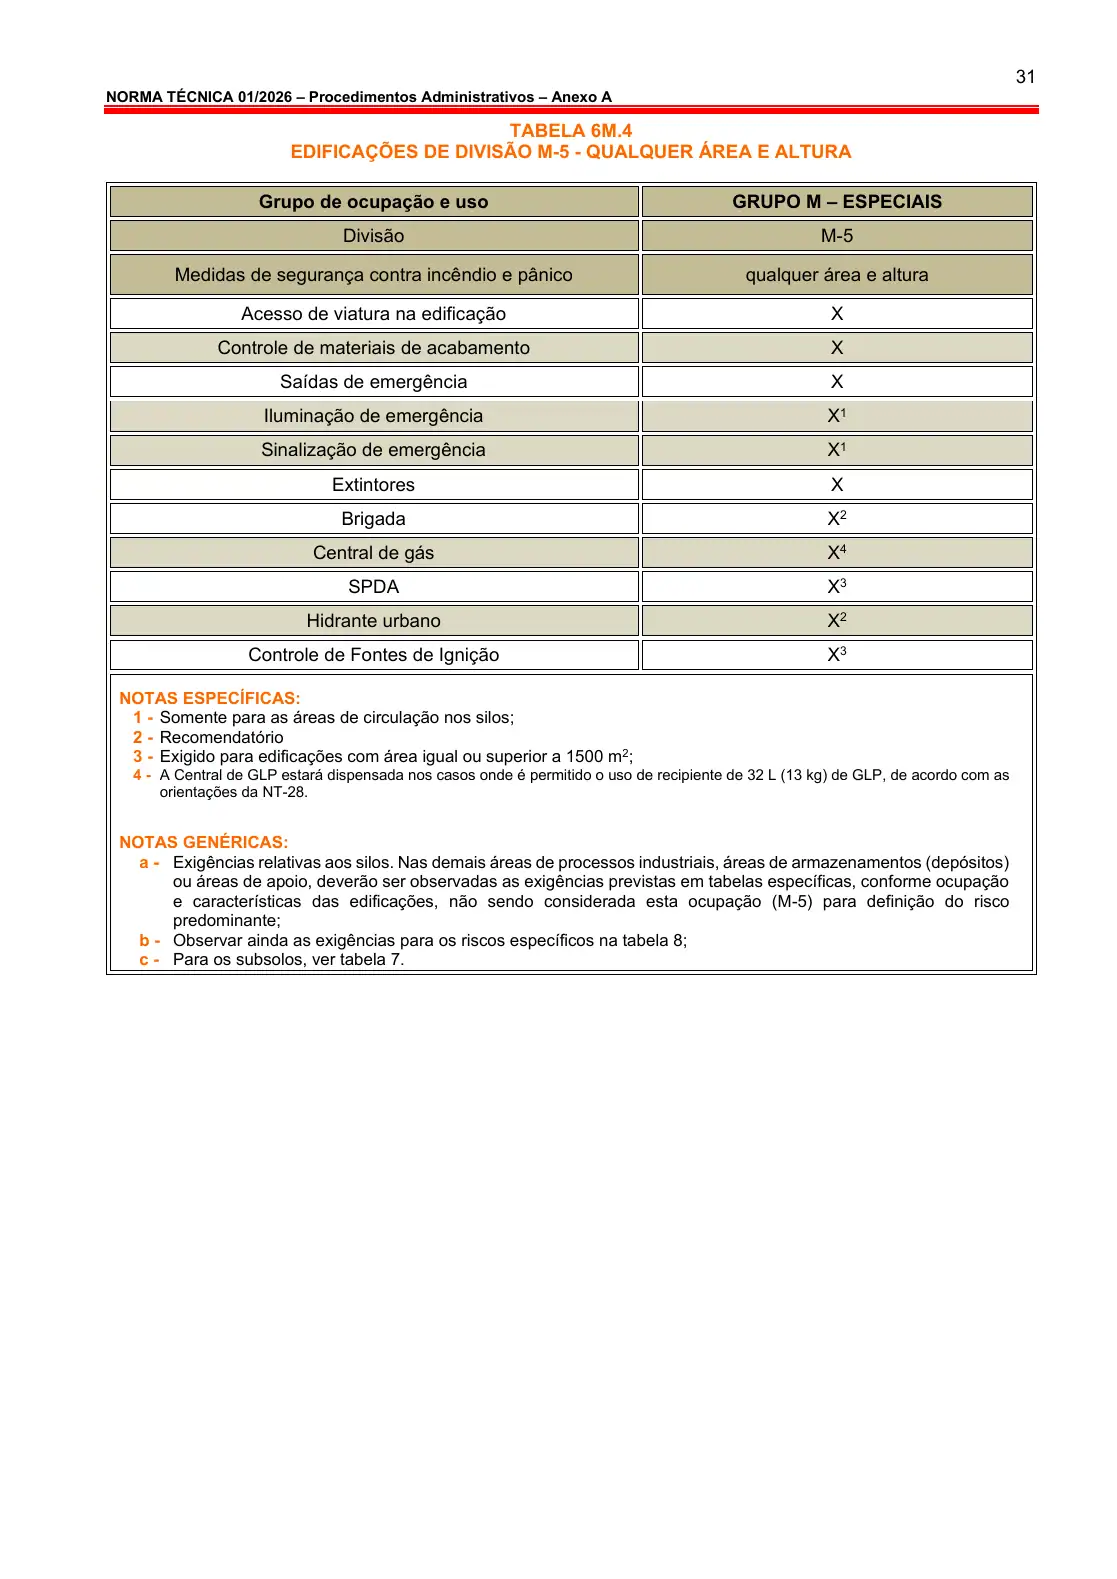 31
NORMA TÉCNICA 01/2026 – Procedimentos Administrativos – Anexo A
TABELA 6M.4
EDIFICAÇÕES DE DIVISÃO M-5 - QUALQUER ÁREA E ALTURA
Grupo de ocupação e uso GRUPO M – ESPECIAIS
Divisão M-5
Medidas de segurança contra incêndio e pânico qualquer área e altura
Acesso de viatura na edificação X
Controle de materiais de acabamento X
Saídas de emergência X
Iluminação de emergência X¹
Sinalização de emergência X¹
Extintores X
Brigada X²
Central de gás X⁴
SPDA X³
Hidrante urbano X²
Controle de Fontes de Ignição X³
NOTAS ESPECÍFICAS:
1 - Somente para as áreas de circulação nos silos;
2 - Recomendatório
3 - Exigido para edificações com área igual ou superior a 1500 m²;
4 - A Central de GLP estará dispensada nos casos onde é permitido o uso de recipiente de 32 L (13 kg) de GLP, de acordo com as
orientações da NT-28.
NOTAS GENÉRICAS:
a - Exigências relativas aos silos. Nas demais áreas de processos industriais, áreas de armazenamentos (depósitos)
ou áreas de apoio, deverão ser observadas as exigências previstas em tabelas específicas, conforme ocupação
e características das edificações, não sendo considerada esta ocupação (M-5) para definição do risco
predominante;
b - Observar ainda as exigências para os riscos específicos na tabela 8;
c - Para os subsolos, ver tabela 7.